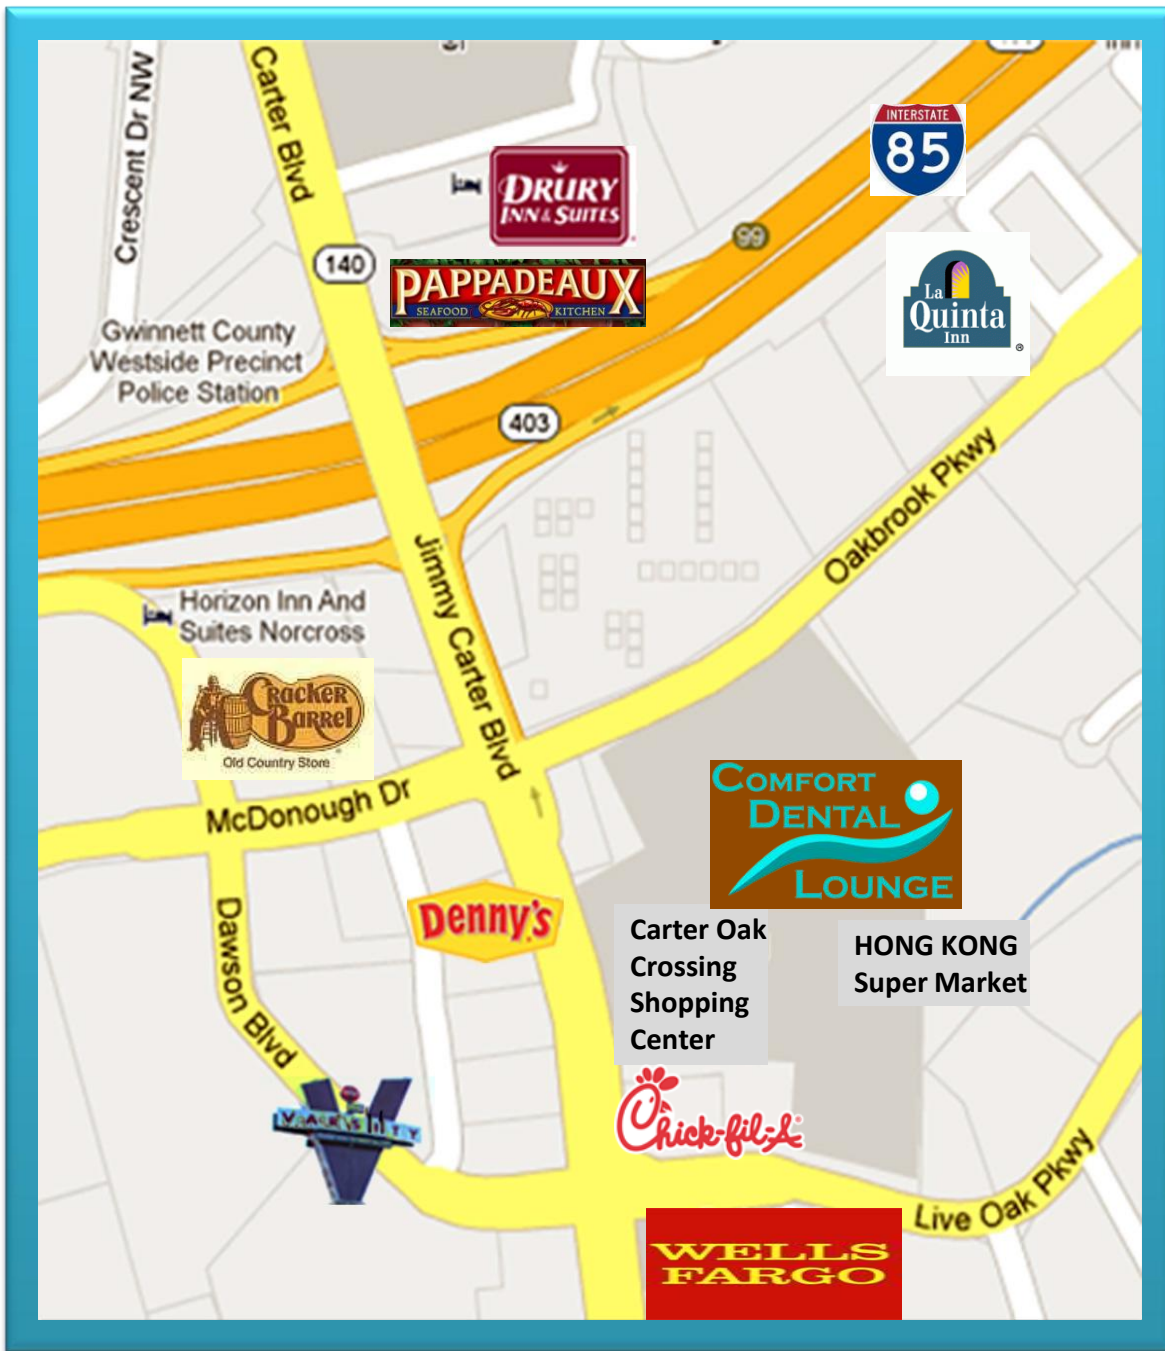 Crescent Dr NW
Carter Blvd
INTERSTATE
85
DRURY
INN & SUITES
99
140
PAPPADEAUX
SEAFOOD KITCHEN
La
Quinta
Inn
®
Gwinnett County
Westside Precinct
Police Station
403
Oakbrook Pkwy
Jimmy Carter Blvd
Horizon Inn And
Suites Norcross
Cracker
Barrel
Old Country Store
McDonough Dr
COMFORT
DENTAL
LOUNGE
Denny's
Carter Oak
Crossing
Shopping
Center
HONG KONG
Super Market
Dawson Blvd
VARSITY
Chick-fil-A
Live Oak Pkwy
WELLS
FARGO